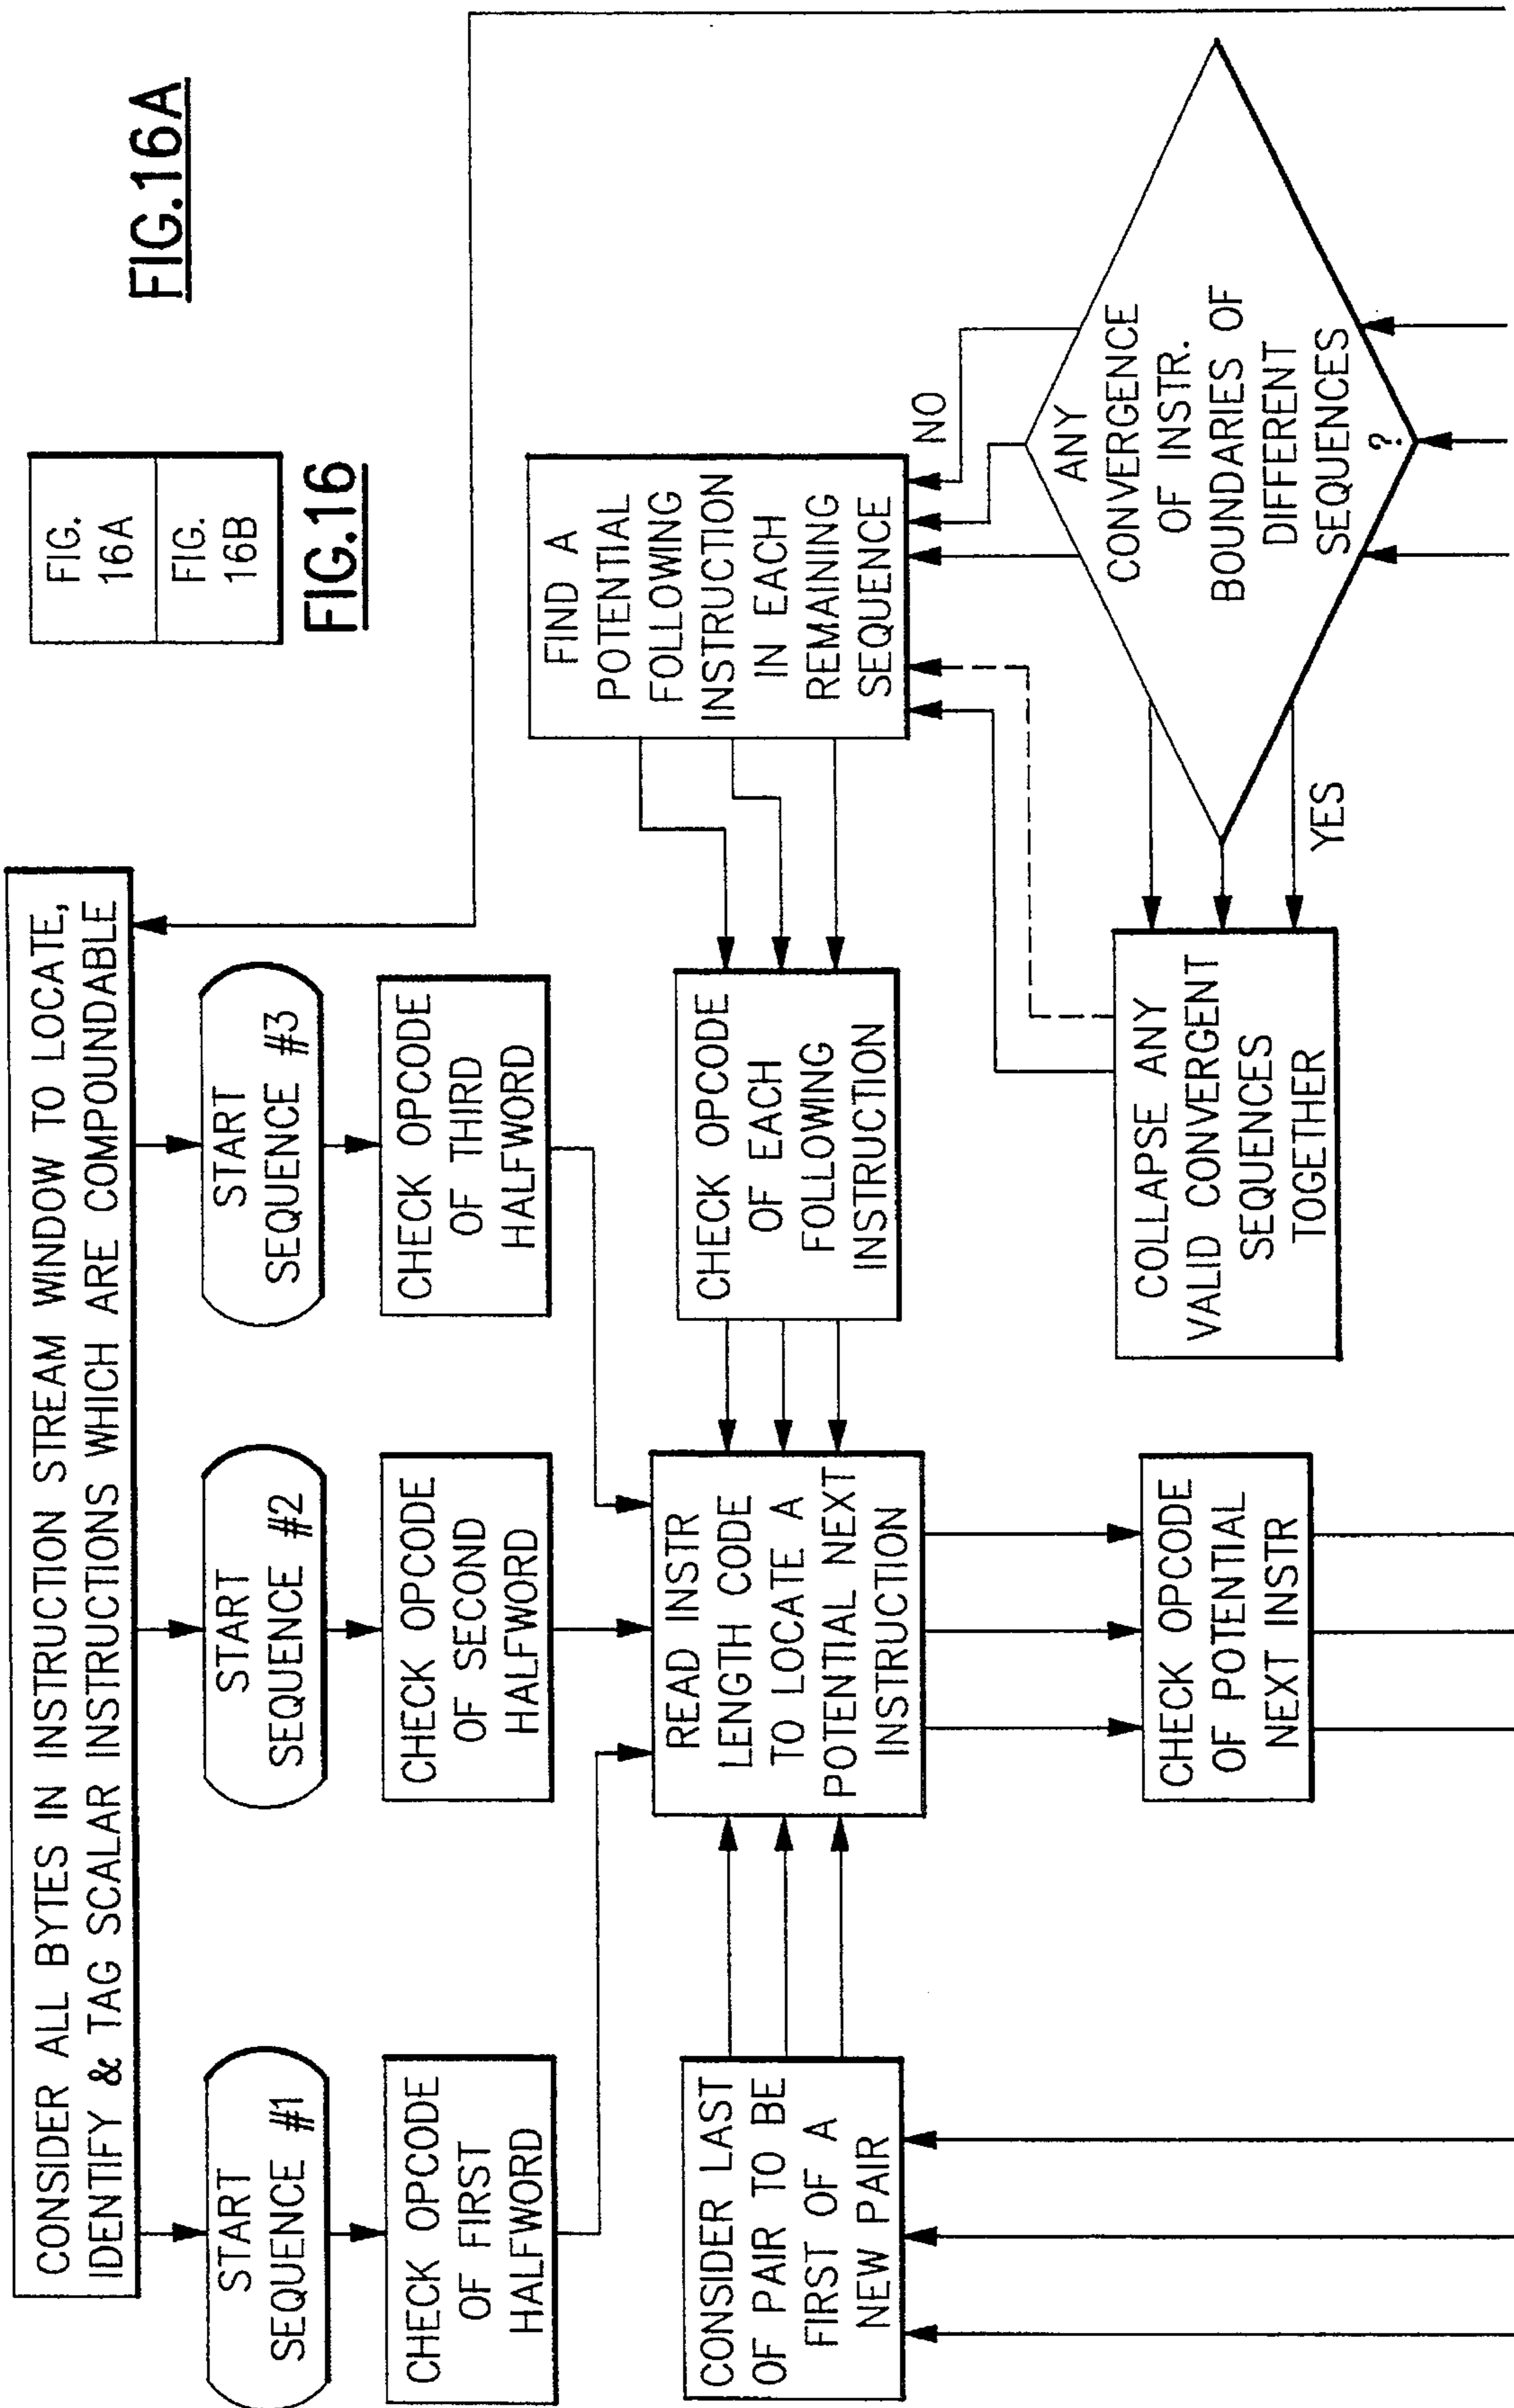 CONSIDER ALL BYTES IN INSTRUCTION STREAM WINDOW TO LOCATE,
IDENTIFY & TAG SCALAR INSTRUCTIONS WHICH ARE COMPOUNDABLE
FIG.
16A
FIG.
16B
FIG.16
FIG.16A
START
SEQUENCE #1
START
SEQUENCE #2
START
SEQUENCE #3
CHECK OPCODE
OF FIRST
HALFWORD
CHECK OPCODE
OF SECOND
HALFWORD
CHECK OPCODE
OF THIRD
HALFWORD
CONSIDER LAST
OF PAIR TO BE
FIRST OF A
NEW PAIR
READ INSTR
LENGTH CODE
TO LOCATE A
POTENTIAL NEXT
INSTRUCTION
CHECK OPCODE
OF EACH
FOLLOWING
INSTRUCTION
FIND A
POTENTIAL
FOLLOWING
INSTRUCTION
IN EACH
REMAINING
SEQUENCE
NO
CHECK OPCODE
OF POTENTIAL
NEXT INSTR
COLLAPSE ANY
VALID CONVERGENT
SEQUENCES
TOGETHER
YES
ANY
CONVERGENCE
OF INSTR.
BOUNDARIES OF
DIFFERENT
SEQUENCES
?